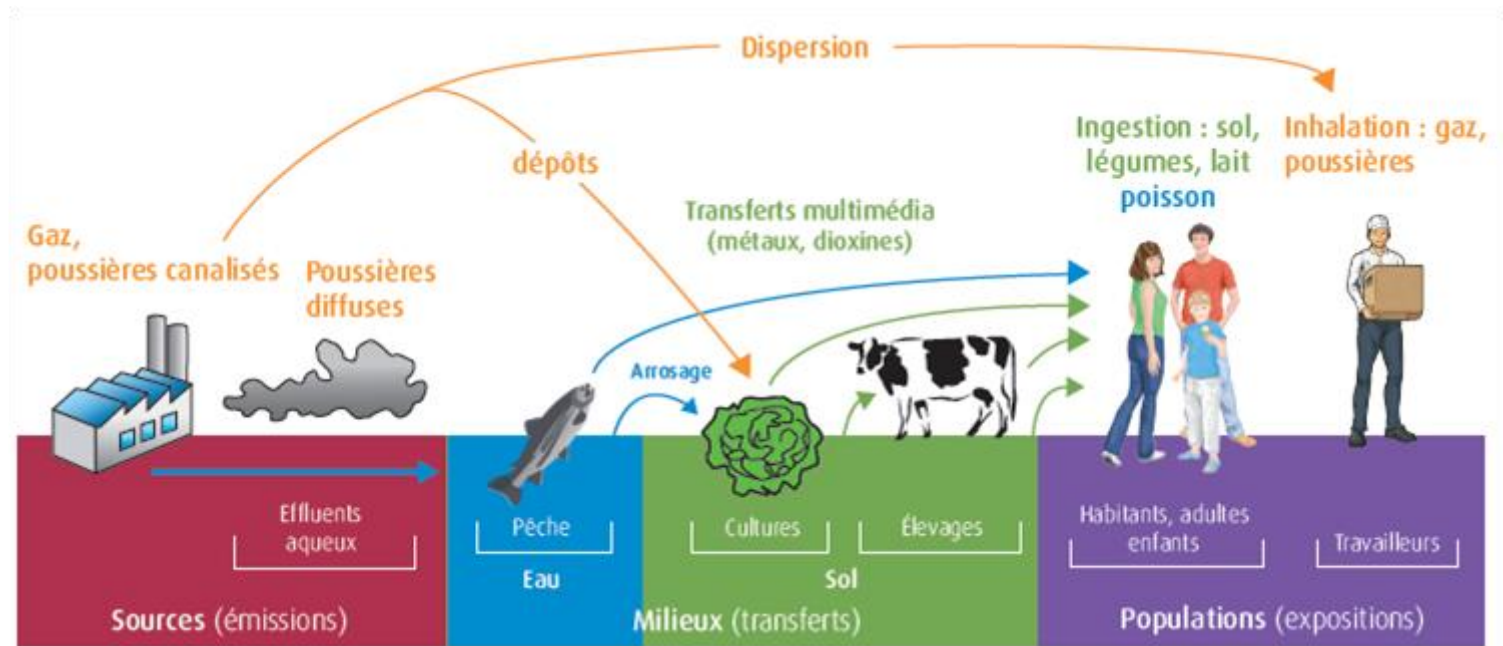 Dispersion
dépôts
Gaz,
poussières canalisés
Poussières
diffuses
Transferts multimédia
(métaux, dioxines)
Ingestion : sol,
légumes, lait
poisson
Inhalation : gaz,
poussières
Arrosage
Effluents
aqueux
Pêche
Cultures
Élevages
Habitants, adultes
enfants
Travailleurs
Eau
Sol
Sources (émissions)
Milieux (transferts)
Populations (expositions)